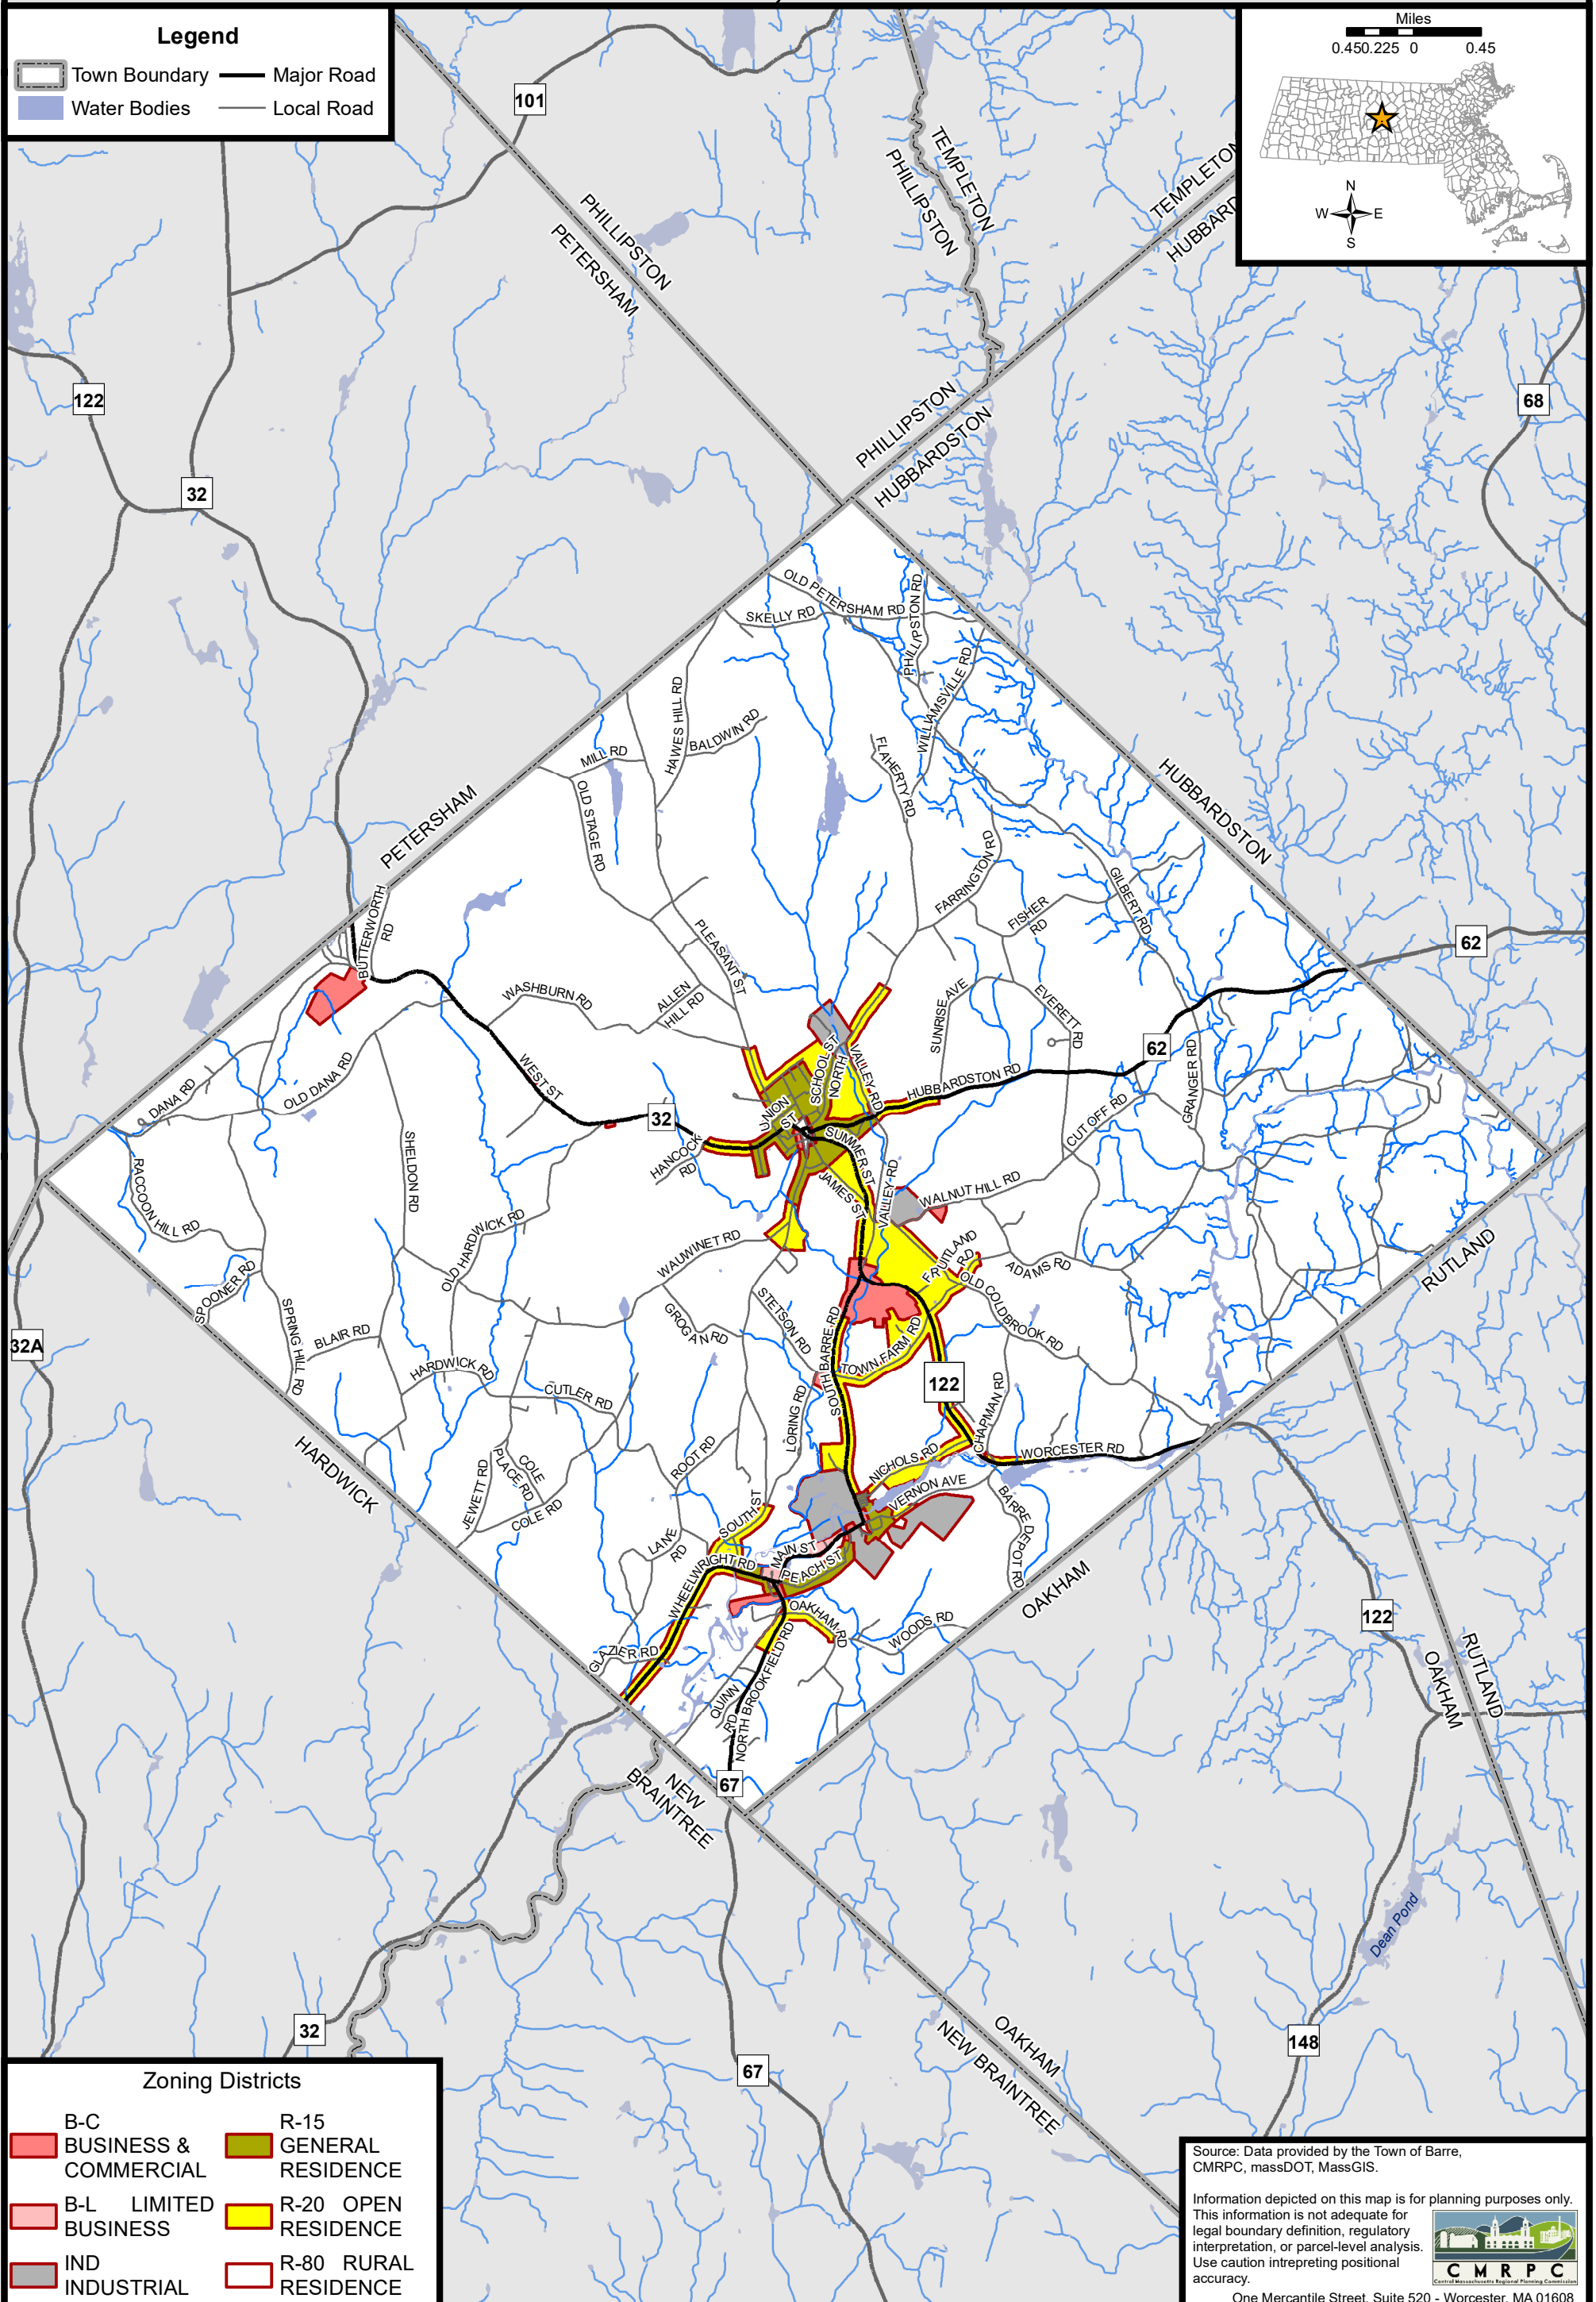 Legend
Town Boundary
Major Road
Water Bodies
Local Road
Miles
0.450.225 0 0.45
N
W E
S
101
PHILLIPSTON
PETERSHAM
TEMPLETON
PHILLIPSTON
TEMPLETON
HUBBARD
122
32
68
PHILLIPSTON
HUBBARDSTON
OLD PETERSHAM RD
SKELLY RD
PHILLIPSTON RD
WILLIAMSVILLE RD
HAWES HILL RD
BALDWIN RD
MILL RD
OLD STAGE RD
FLAHERTY RD
PETERSHAM
HUBBARDSTON
FARRINGTON RD
GILBERT RD
FISHER
RD
BUTTERWORTH
RD
PLEASANT ST
62
WASHBURN RD
ALLEN
HILL RD
SUNRISE AVE
EVERETT
RD
SCHOOL ST
NORTH
VALLEY RD
62
WEST ST
OLD DANA RD
DANA RD
HUBBARDSTON RD
GRANGER RD
UNION
ST
32
CUT OFF RD
HANCOCK
RD
SUMMER ST
JAMES ST
VALLEY RD
WALNUT HILL RD
SHELDON RD
RACCOON HILL RD
OLD HARDWICK RD
WAUWINET RD
FRUITLAND
RD
ADAMS RD
OLD COLDBROOK RD
RUTLAND
SPOONER RD
SPRING HILL RD
BLAIR RD
GROGAN RD
STETSON RD
SOUTH BARRE RD
TOWN FARM RD
32A
HARDWICK RD
CUTLER RD
122
LORING RD
CHAPMAN RD
HARDWICK
ROOT RD
NICHOLS RD
WORCESTER RD
VERNON AVE
JEWETT RD
COLE
PLACE RD
COLE RD
SOUTH ST
BARRE DEPOT RD
LANE
RD
MAIN ST
PEACH ST
WHEELWRIGHT RD
OAKHAM RD
WOODS RD
OAKHAM
GLAZIER RD
QUINN
RD
NORTH BROOKFIELD RD
122
RUTLAND
OAKHAM
67
NEW
BRAINTREE
Dean Pond
32
OAKHAM
NEW BRAINTREE
148
67
Zoning Districts
B-C
BUSINESS &
COMMERCIAL
R-15
GENERAL
RESIDENCE
B-L LIMITED
BUSINESS
R-20 OPEN
RESIDENCE
IND
INDUSTRIAL
R-80 RURAL
RESIDENCE
Source: Data provided by the Town of Barre,
CMRPC, massDOT, MassGIS.
Information depicted on this map is for planning purposes only.
This information is not adequate for
legal boundary definition, regulatory
interpretation, or parcel-level analysis.
Use caution intrepreting positional
accuracy.
C M R P C
Central Massachusetts Regional Planning Commission
One Mercantile Street, Suite 520 - Worcester, MA 01608